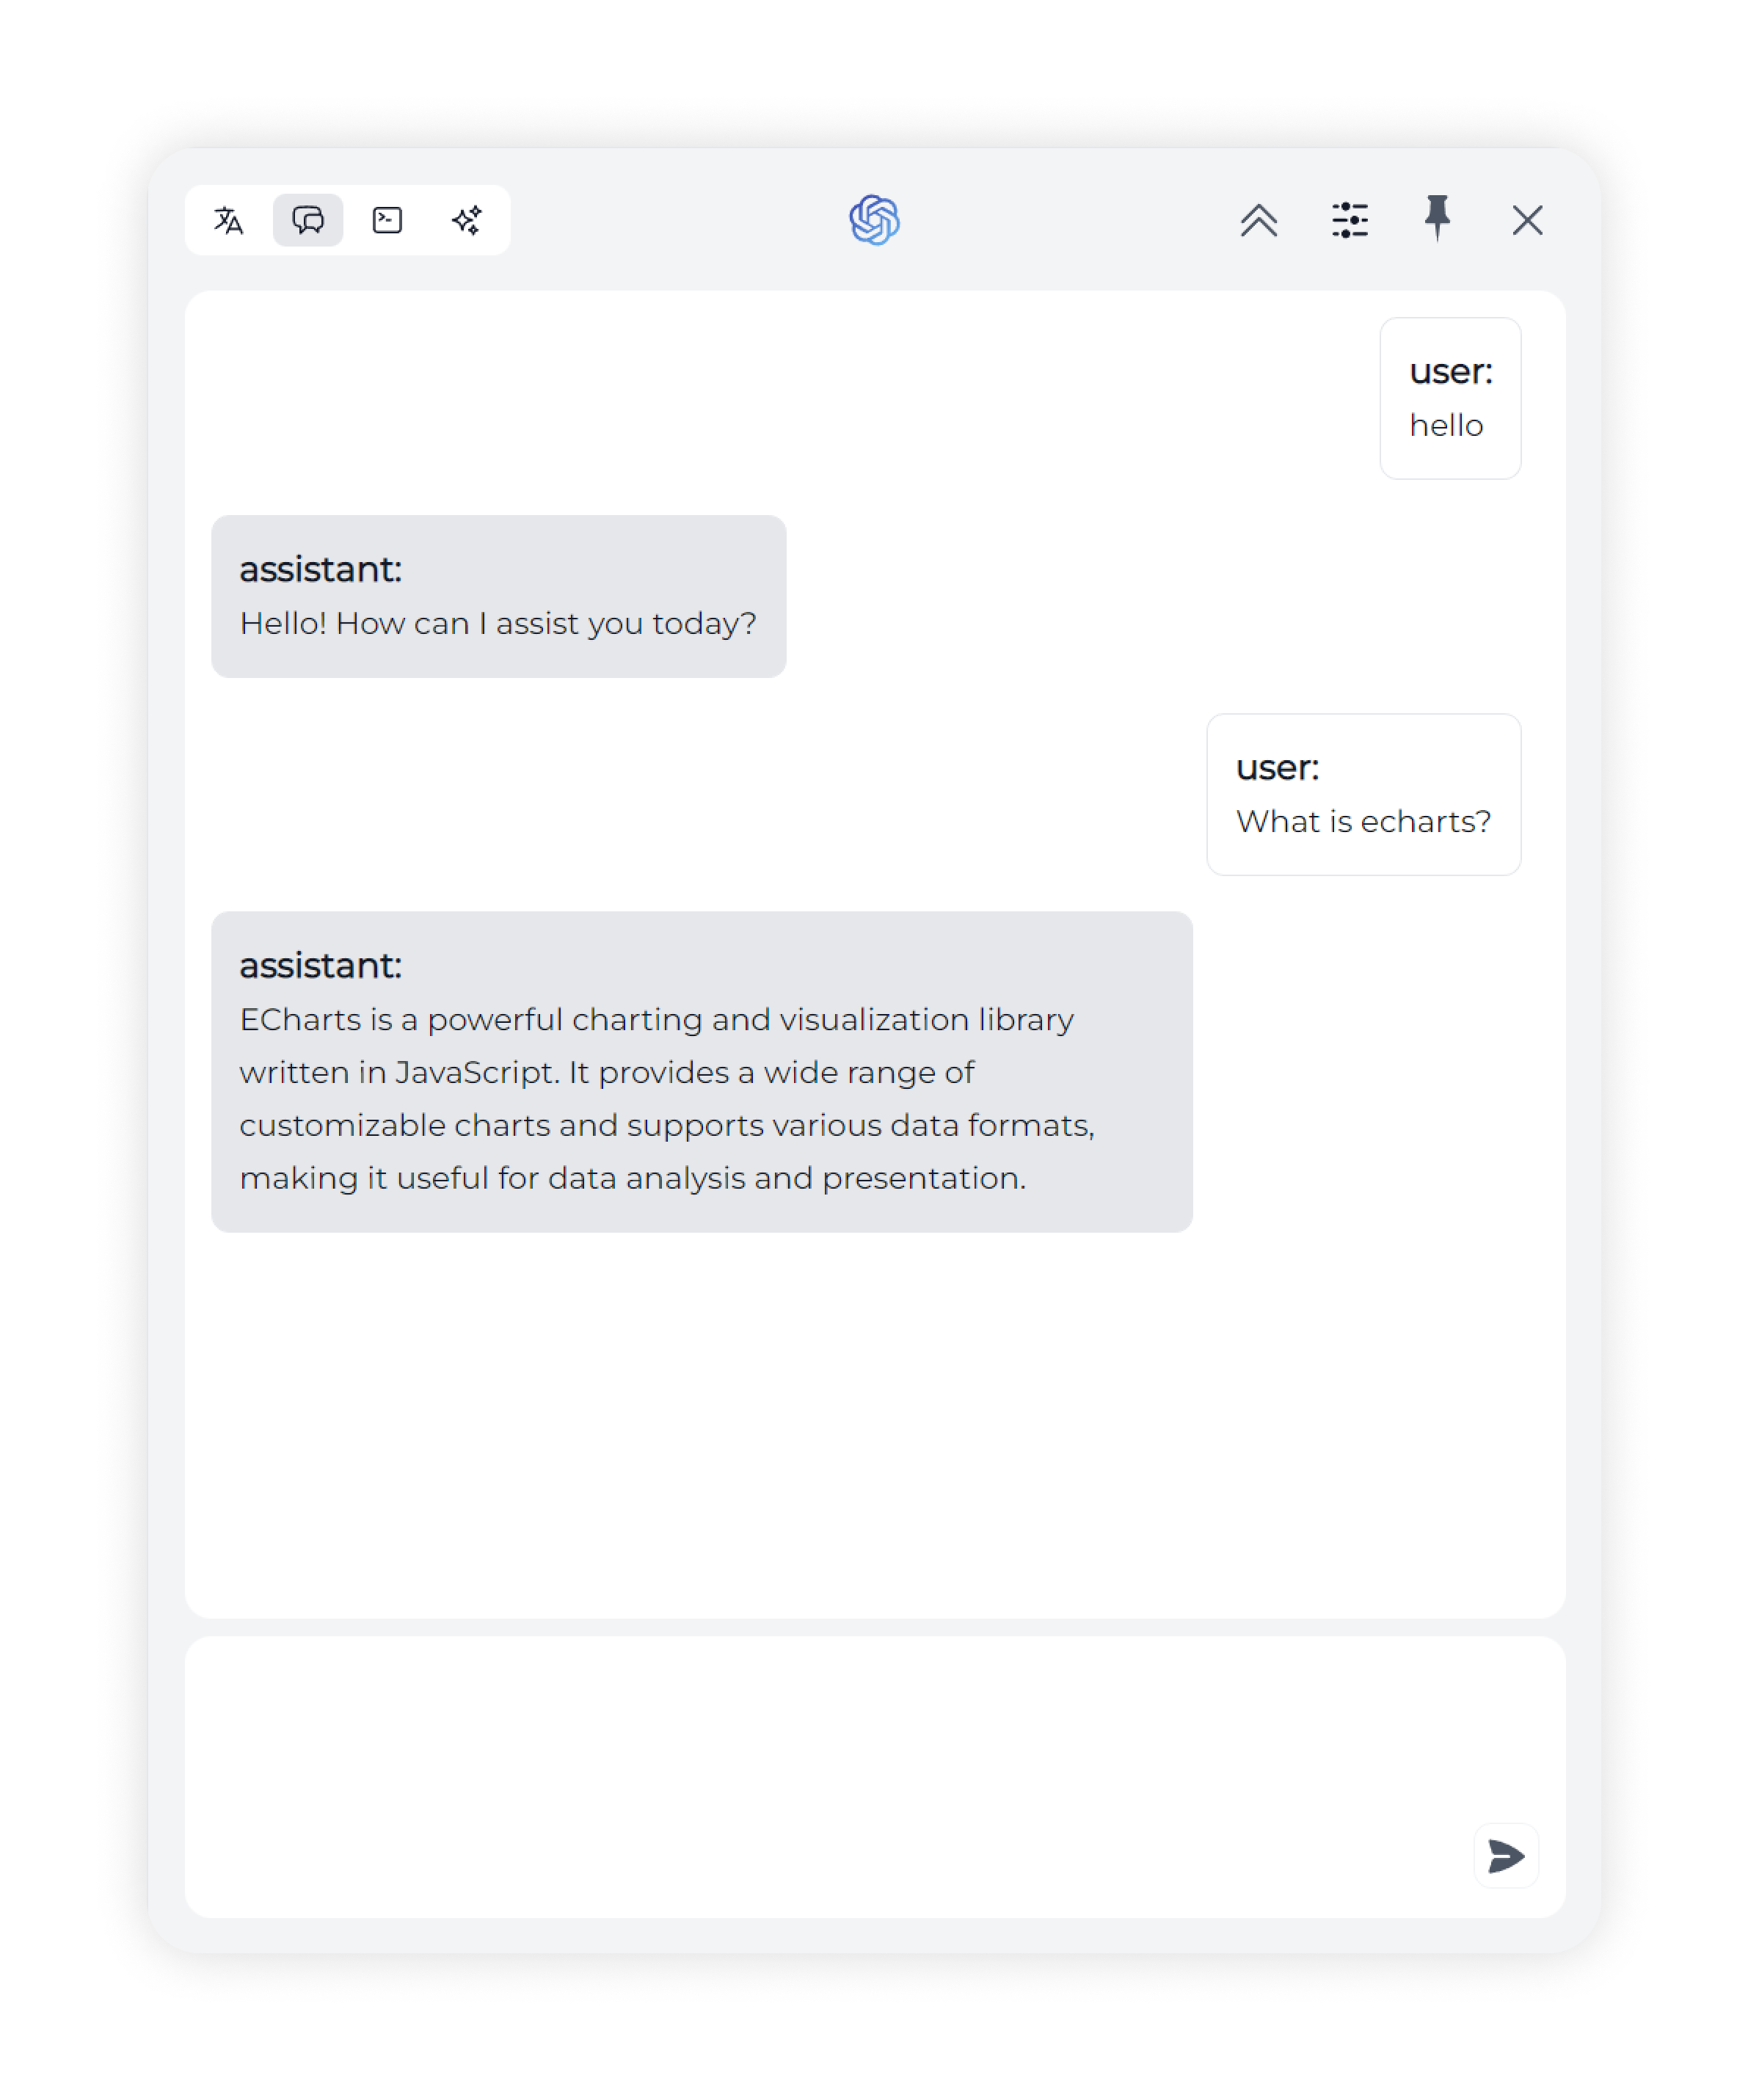 user:
hello
assistant:
Hello! How can I assist you today?
user:
What is echarts?
assistant:
ECharts is a powerful charting and visualization library
written in JavaScript. It provides a wide range of
customizable charts and supports various data formats,
making it useful for data analysis and presentation.